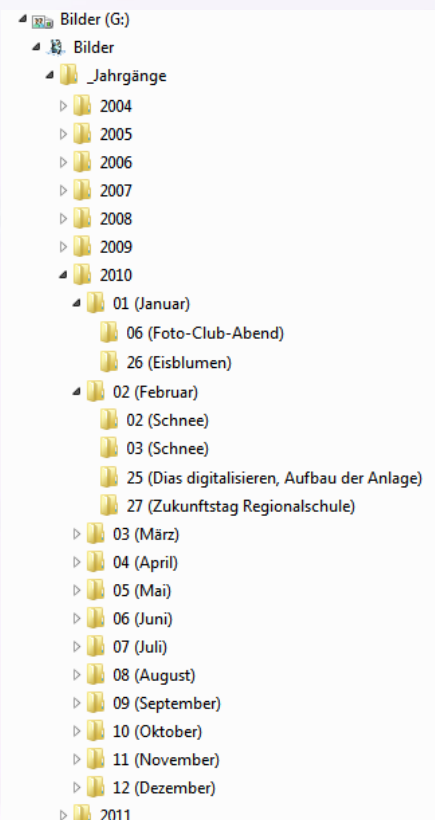 Bilder (G:)
Bilder
_Jahrgänge
2004
2005
2006
2007
2008
2009
2010
01 (Januar)
06 (Foto-Club-Abend)
26 (Eisblumen)
02 (Februar)
02 (Schnee)
03 (Schnee)
25 (Dias digitalisieren, Aufbau der Anlage)
27 (Zukunftstag Regionalschule)
03 (März)
04 (April)
05 (Mai)
06 (Juni)
07 (Juli)
08 (August)
09 (September)
10 (Oktober)
11 (November)
12 (Dezember)
2011